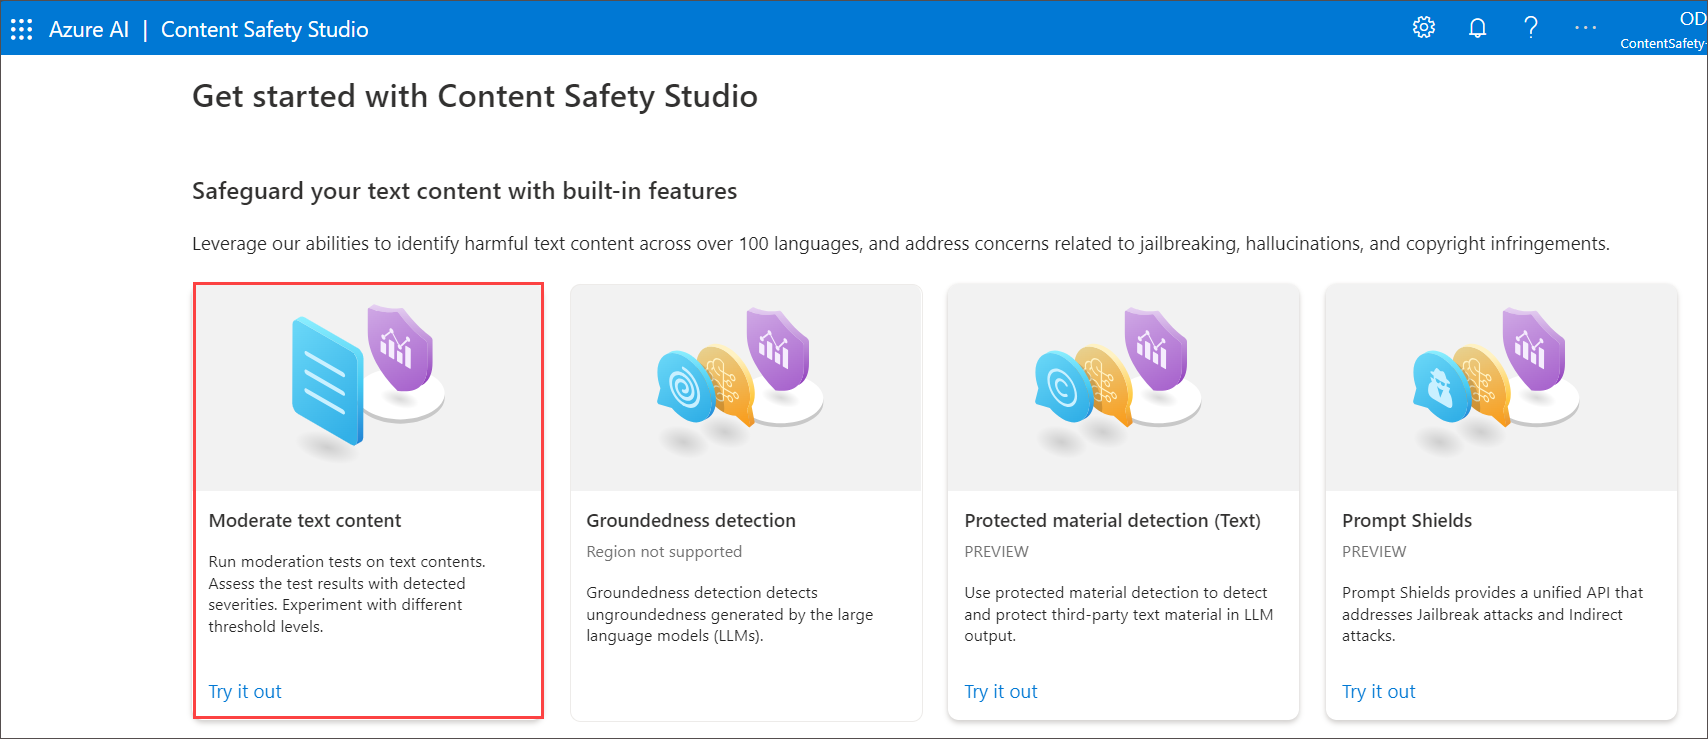 Azure AI | Content Safety Studio
OD
ContentSafety-
Get started with Content Safety Studio
Safeguard your text content with built-in features
Leverage our abilities to identify harmful text content across over 100 languages, and address concerns related to jailbreaking, hallucinations, and copyright infringements.
Moderate text content
Run moderation tests on text contents.
Assess the test results with detected
severities. Experiment with different
threshold levels.
Try it out
Groundedness detection
Region not supported
Groundedness detection detects
ungroundedness generated by the large
language models (LLMs).
Protected material detection (Text)
PREVIEW
Use protected material detection to detect
and protect third-party text material in LLM
output.
Try it out
Prompt Shields
PREVIEW
Prompt Shields provides a unified API that
addresses Jailbreak attacks and Indirect
attacks.
Try it out